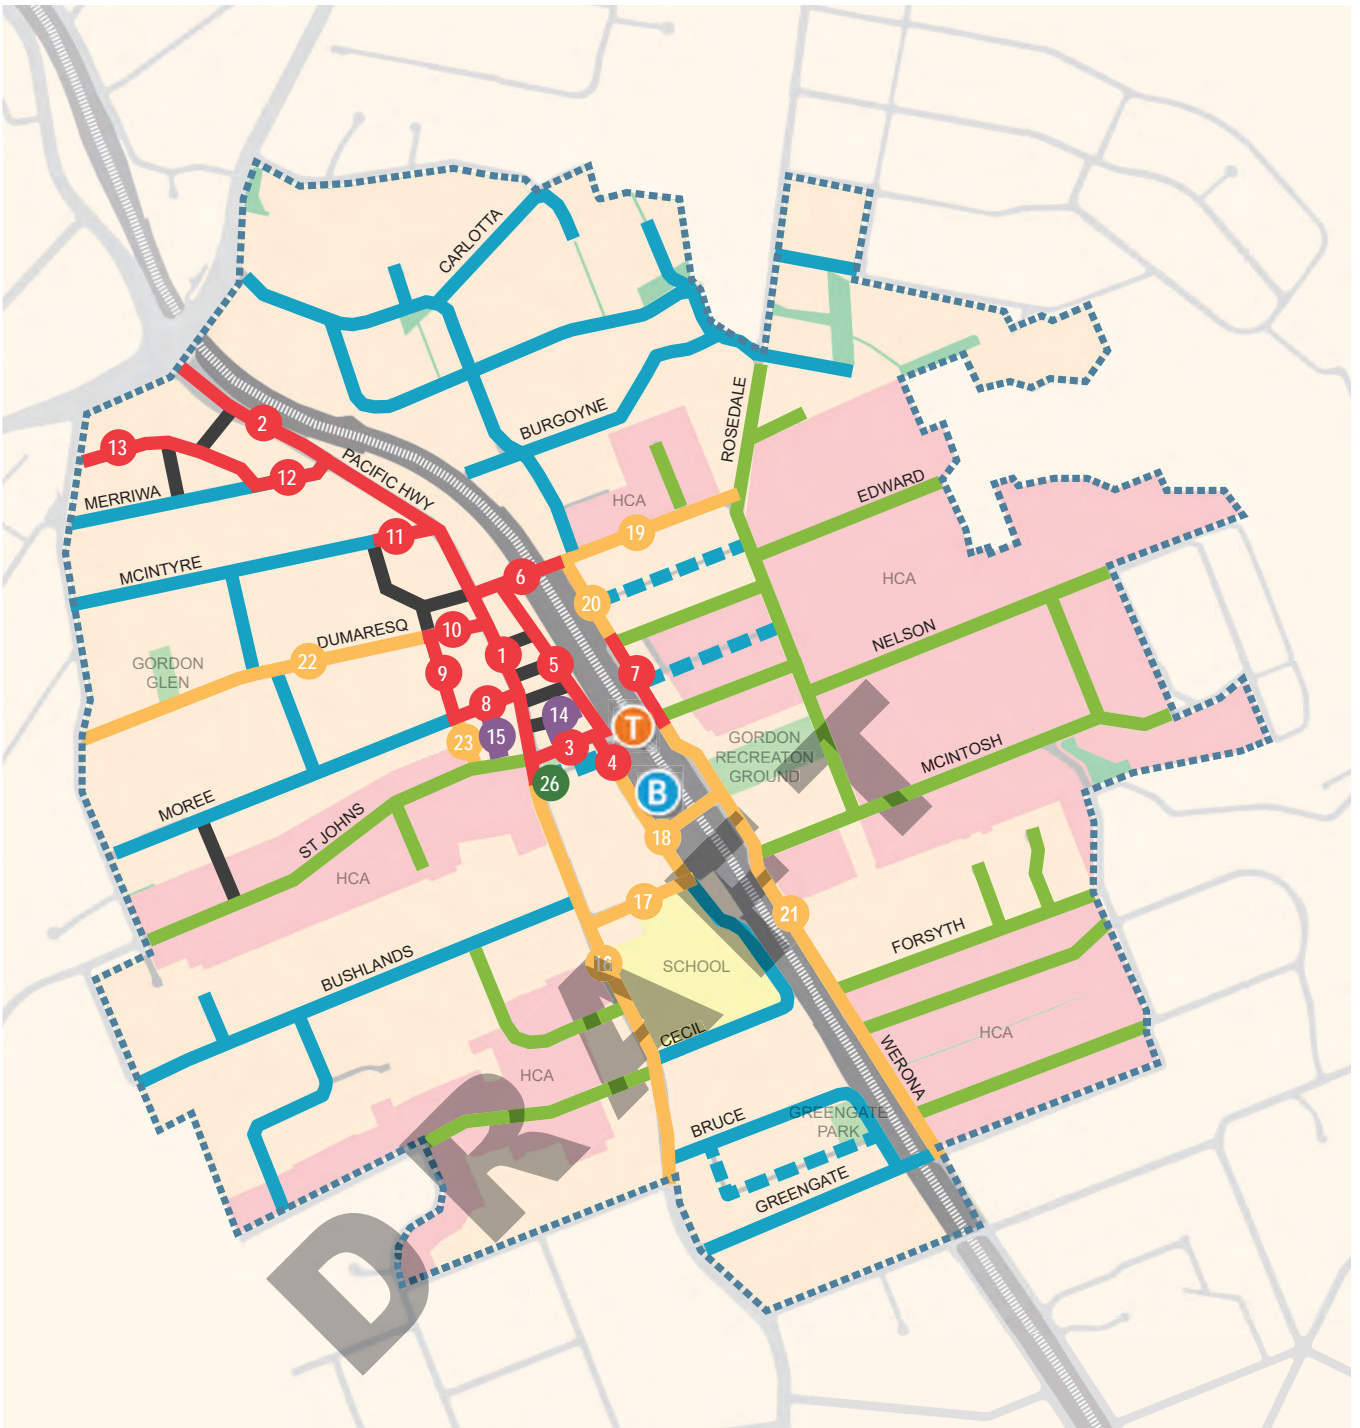 CARLOTTA
BURGOYNE
ROSEDALE
2
13
PACIFIC HWY
12
MERRIWA
HCA
EDWARD
19
11
MCINTYRE
6
HCA
20
DUMARESQ
10
NELSON
22
GORDON
GLEN
1
5
9
7
8
14
15
23
3
T
4
26
B
GORDON
RECREATON
GROUND
MCINTOSH
MOREE
ST JOHNS
18
HCA
17
21
FORSYTH
BUSHLANDS
16
SCHOOL
CECIL
HCA
HCA
WERONA
BRUCE
GREENGATE
PARK
GREENGATE
DRAFT